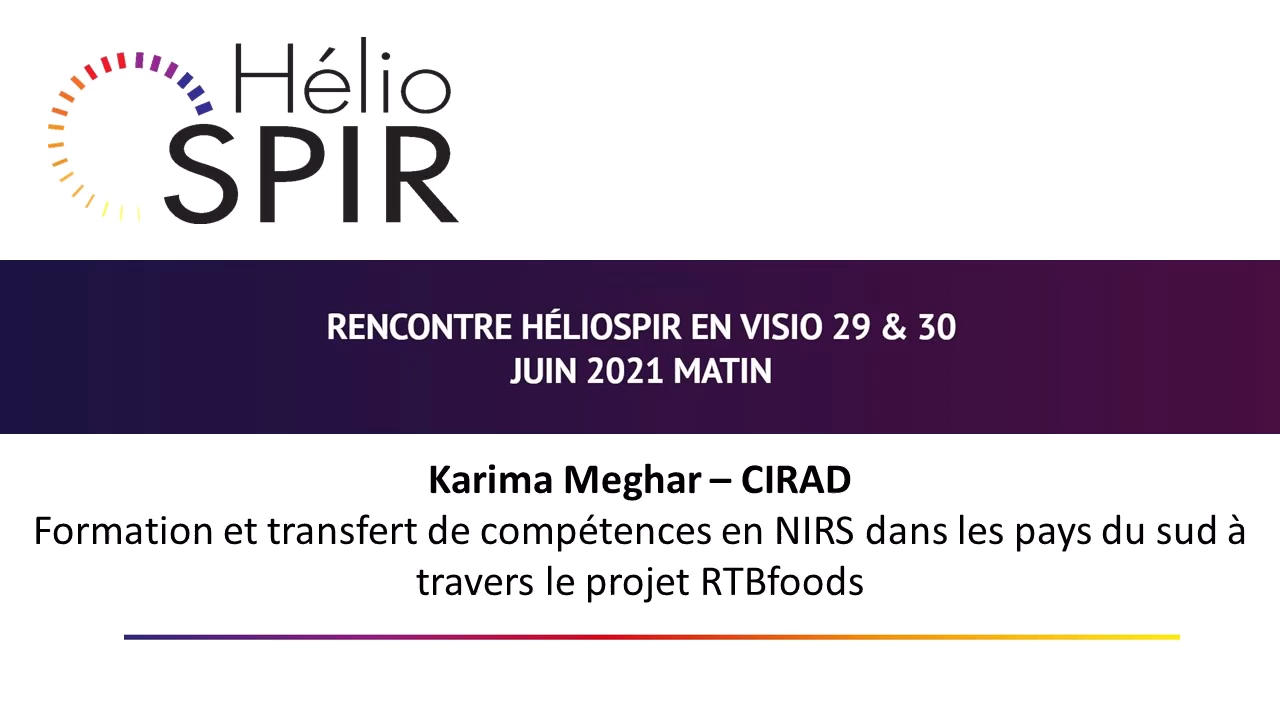 Hélio
SPIR
RENCONTRE HÉLIOSPIR EN VISIO 29 & 30
JUIN 2021 MATIN
Karima Meghar – CIRAD
Formation et transfert de compétences en NIRS dans les pays du sud à
travers le projet RTBfoods